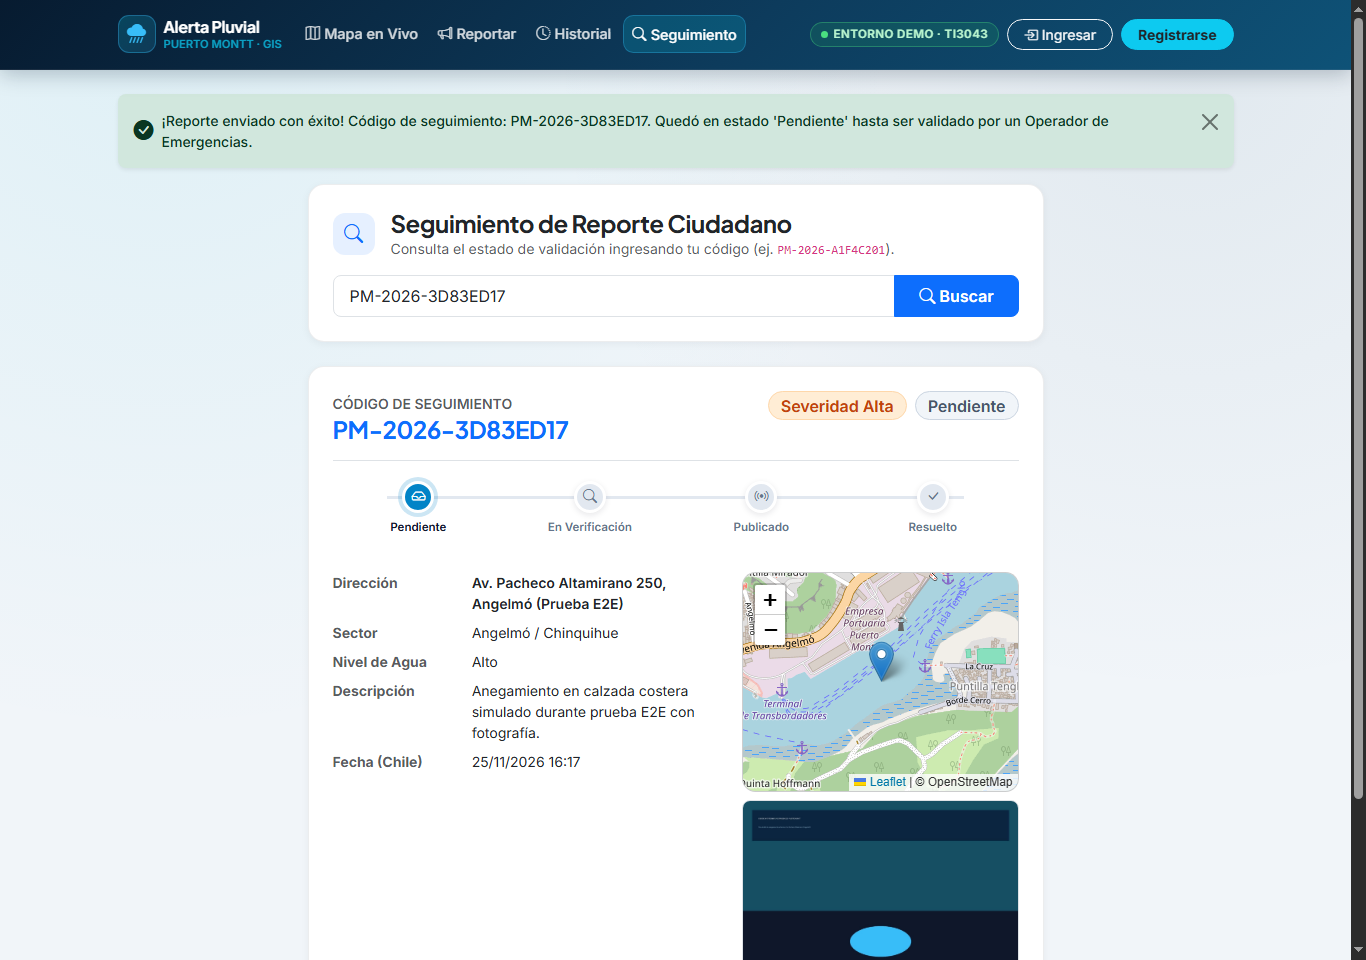 Alerta Pluvial
PUERTO MONTT · GIS
Mapa en Vivo
Reportar
Historial
Seguimiento
ENTORNO DEMO · TI3043
Ingresar
Registrarse
¡Reporte enviado con éxito! Código de seguimiento: PM-2026-3D83ED17. Quedó en estado 'Pendiente' hasta ser validado por un Operador de
Emergencias.
Seguimiento de Reporte Ciudadano
Consulta el estado de validación ingresando tu código (ej. PM-2026-A1F4C201).
PM-2026-3D83ED17
Buscar
CÓDIGO DE SEGUIMIENTO
PM-2026-3D83ED17
Severidad Alta
Pendiente
Pendiente
En Verificación
Publicado
Resuelto
Dirección
Av. Pacheco Altamirano 250,
Angelmó (Prueba E2E)
Sector
Angelmó / Chinquihue
Nivel de Agua
Alto
Descripción
Anegamiento en calzada costera
simulado durante prueba E2E con
fotografía.
Fecha (Chile)
25/11/2026 16:17
+
−
Angelmó
Empresa
Portuaria
Puerto
Ferry Isla Tenglo
La Cruz
Borde Cerro
Terminal
de Transbordadores
Leaflet | © OpenStreetMap